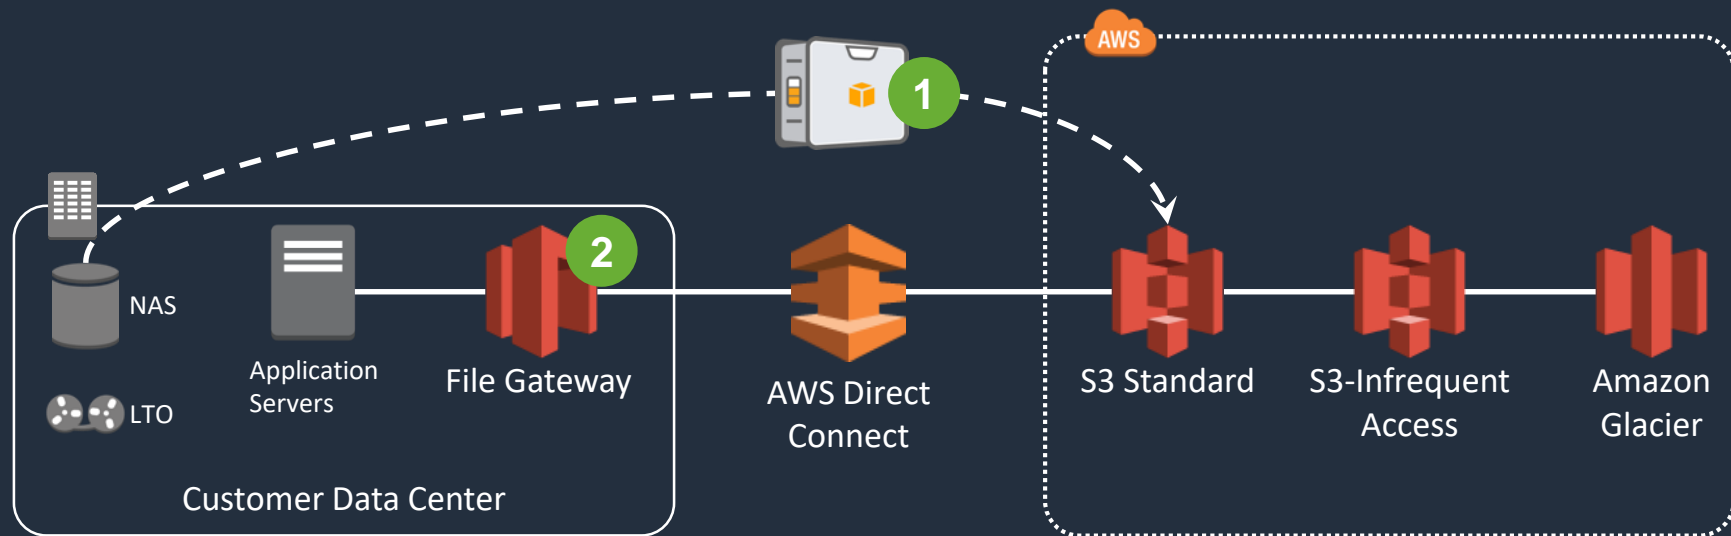 AWS
1
2
NAS
LTO
Application
Servers
File Gateway
Customer Data Center
AWS Direct
Connect
S3 Standard
S3-Infrequent
Access
Amazon
Glacier